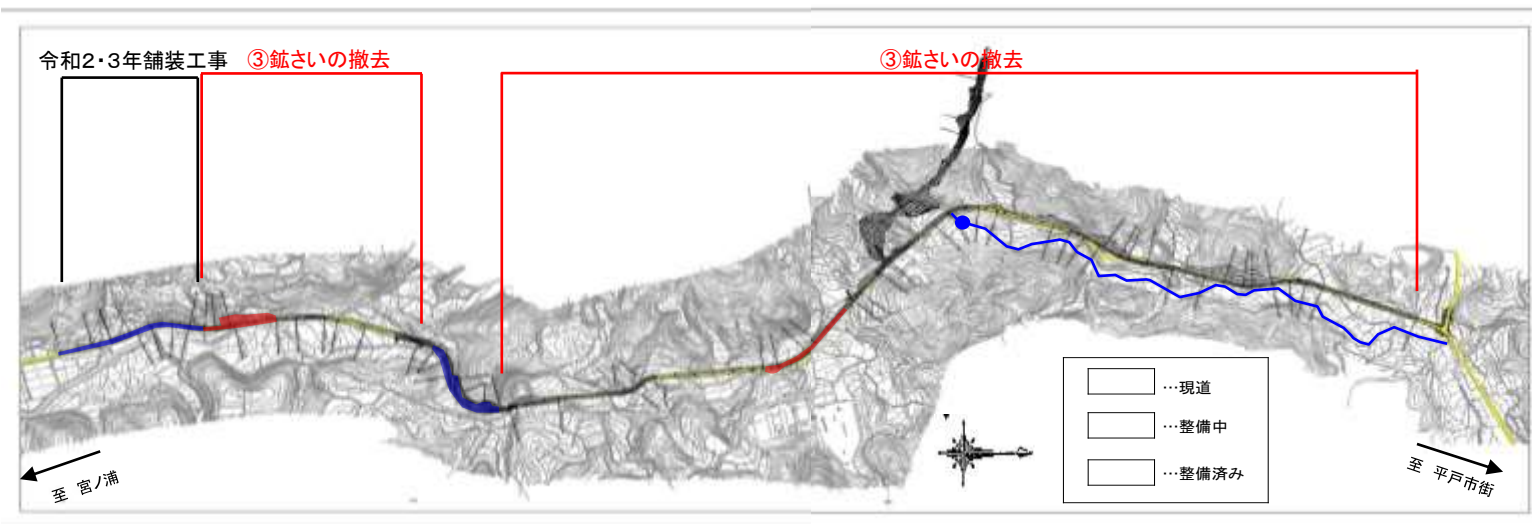 令和2・3年舗装工事
③鉱さいの撤去
③鉱さいの撤去
…現道
…整備中
…整備済み
至 宮ノ浦
至 平戸市街